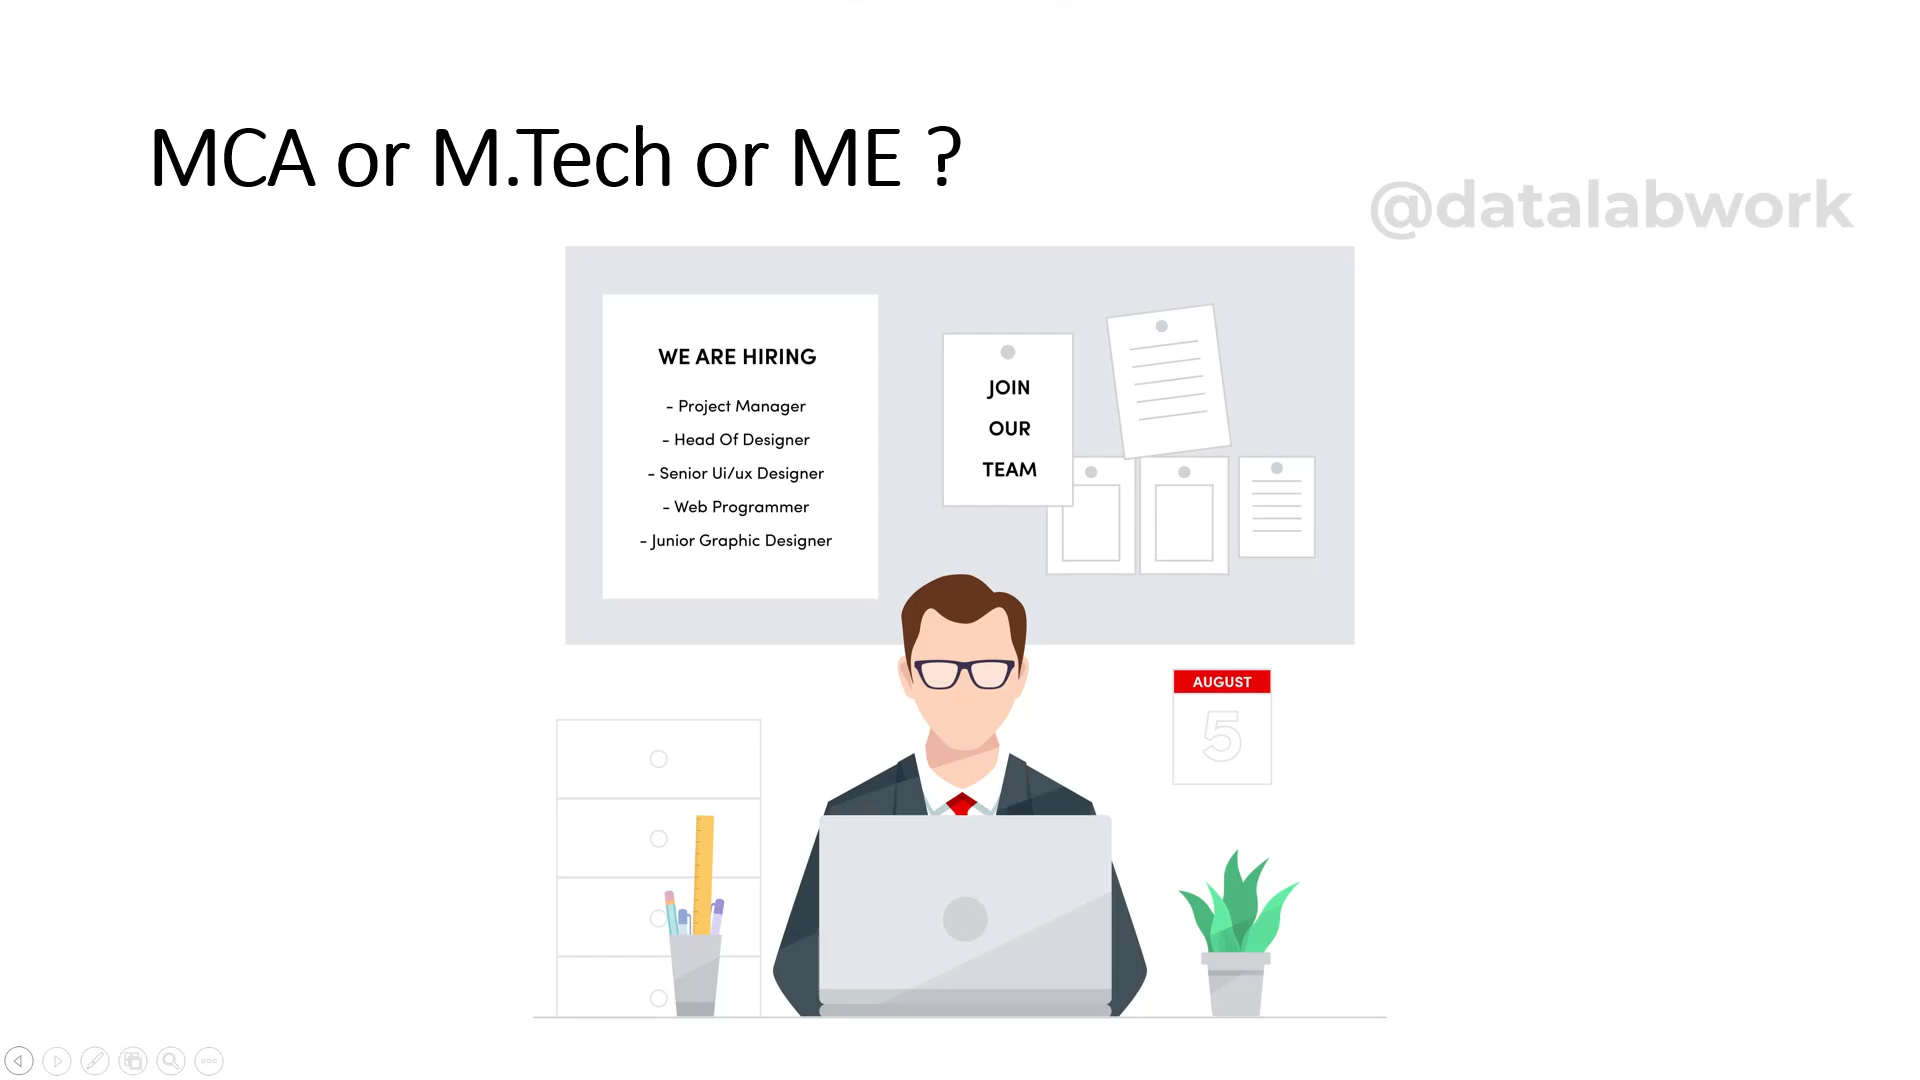 MCA or M.Tech or ME ?
@datalabwork
WE ARE HIRING
- Project Manager
- Head Of Designer
- Senior Ui/ux Designer
- Web Programmer
- Junior Graphic Designer
JOIN
OUR
TEAM
AUGUST
5